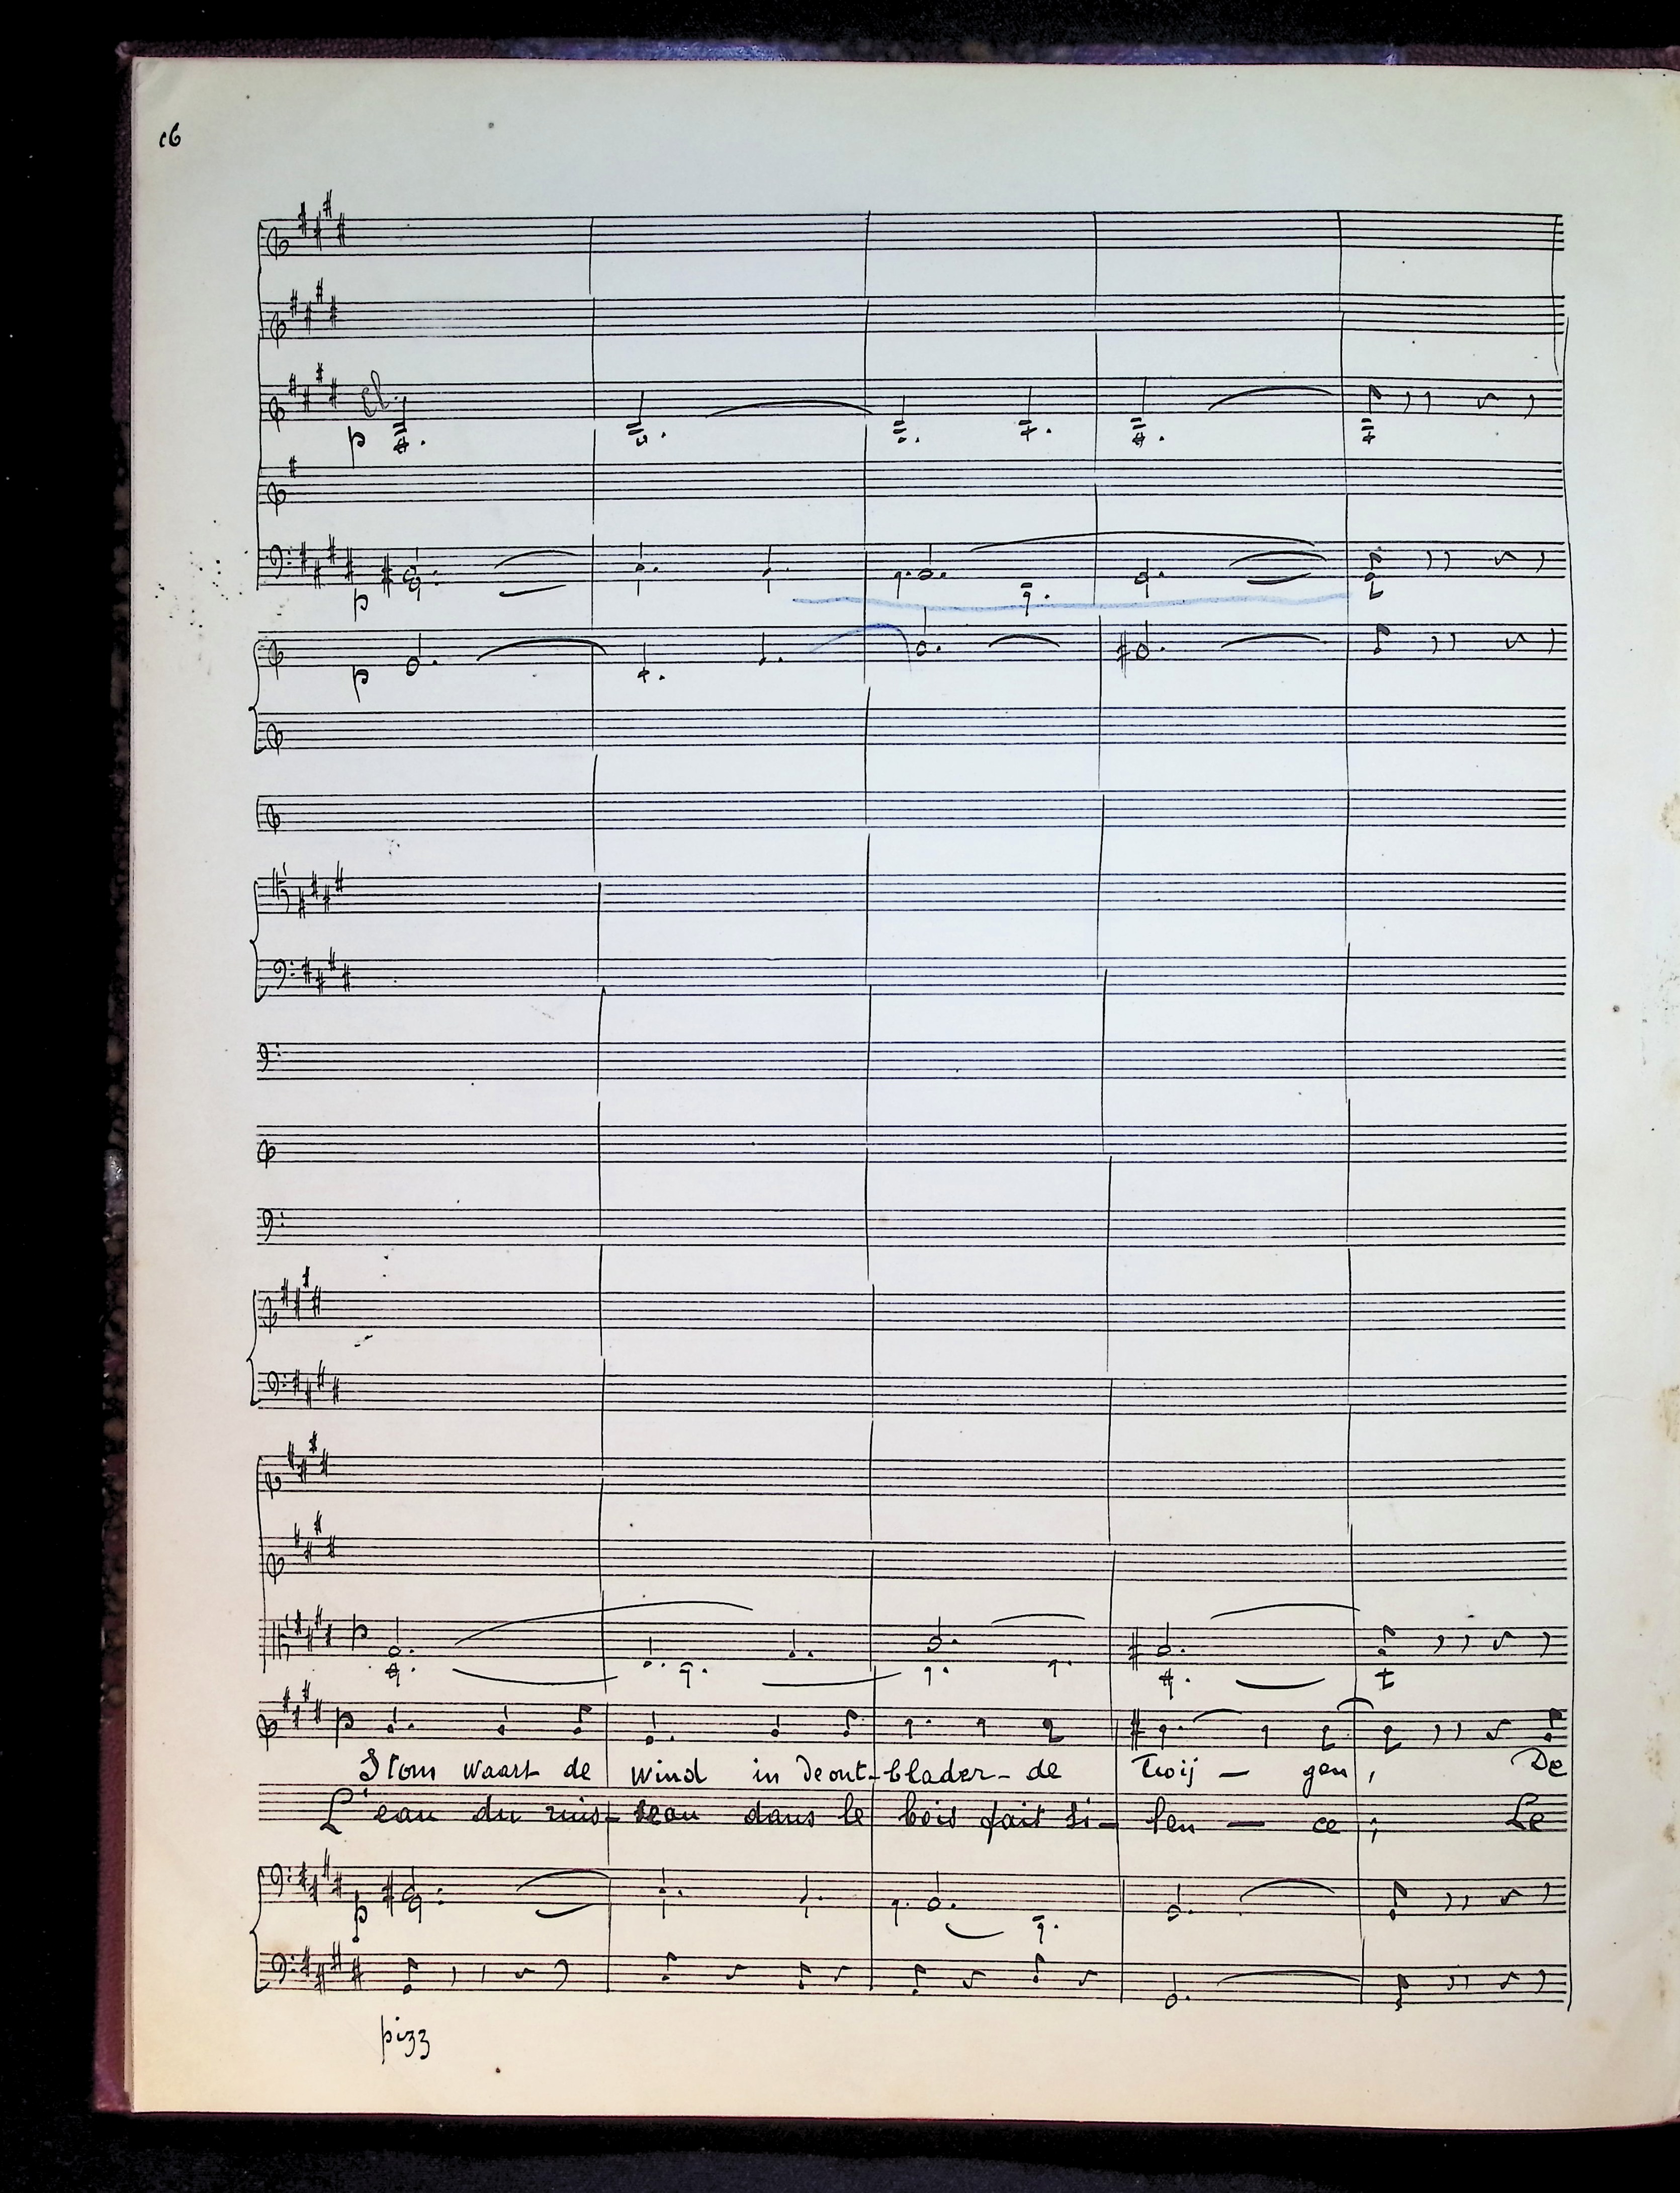 16
cl.
p
p
p
p
p
Stom waart de wind in de ont-blader-de twij - gen, De
L'eau du ruis-seau dans le bois fait si-len - ce; Le
p
pizz